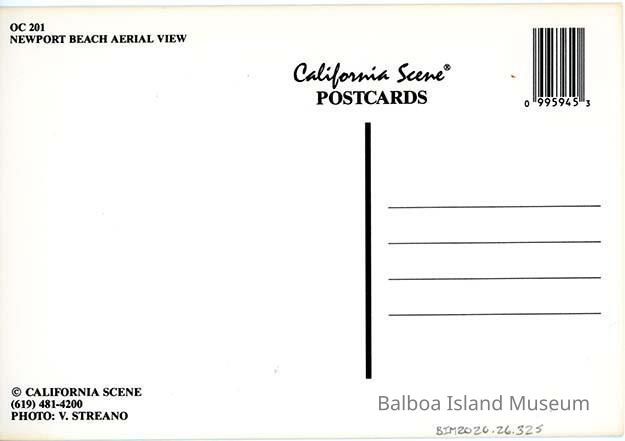 OC 201
NEWPORT BEACH AERIAL VIEW
California Scene®
POSTCARDS
0 995945 3
© CALIFORNIA SCENE
(619) 481-4200
PHOTO: V. STREANO
Balboa Island Museum
BIM2026.26.325